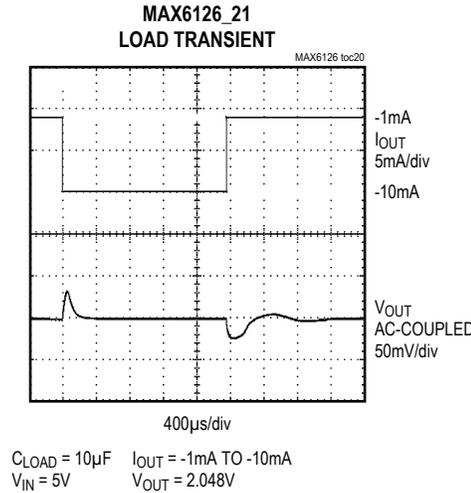 MAX6126_21
LOAD TRANSIENT
MAX6126 toc20
-1mA
IOUT
5mA/div
-10mA
VOUT
AC-COUPLED
50mV/div
400µs/div
CLOAD = 10µF IOUT = -1mA TO -10mA
VIN = 5V VOUT = 2.048V